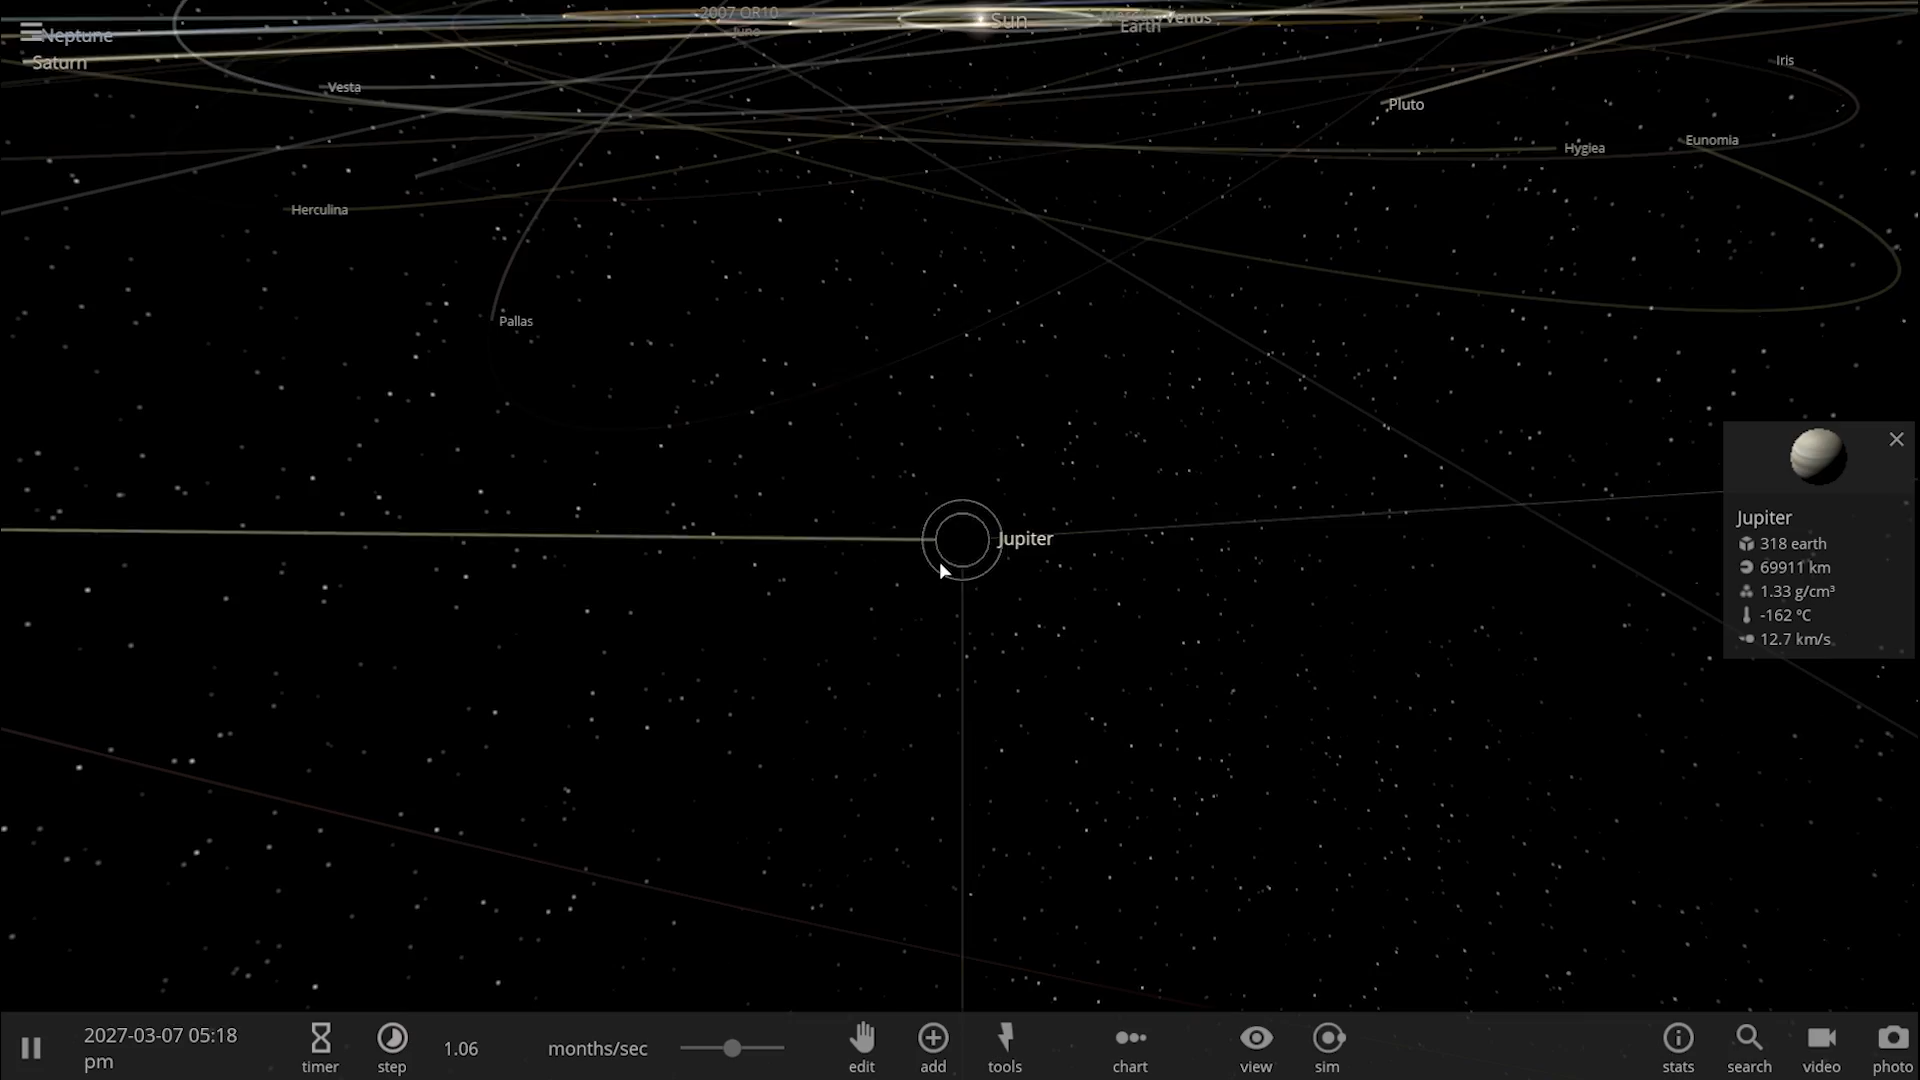 2007 OR10
Sun
Venus
Earth
Juno
Neptune
Saturn
Iris
Vesta
Pluto
Eunomia
Hygiea
Herculina
Pallas
Jupiter
Jupiter
318 earth
69911 km
1.33 g/cm³
-162 °C
12.7 km/s
2027-03-07 05:18
pm
timer
step
1.06
months/sec
edit
add
tools
chart
view
sim
stats
search
video
photo